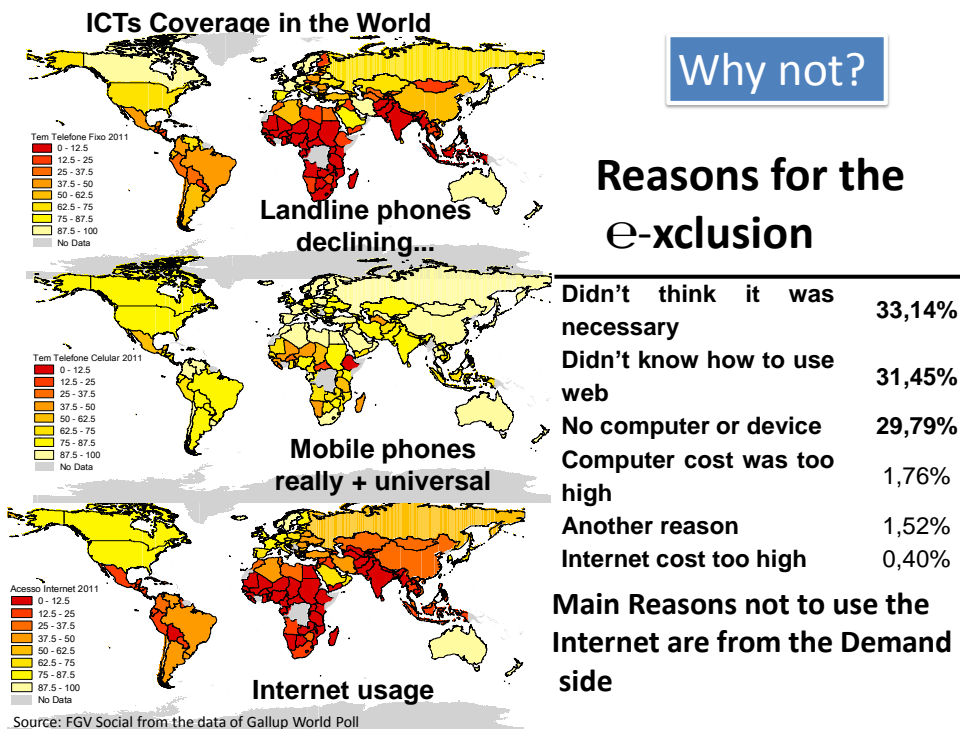 ICTs Coverage in the World
Tem Telefone Fixo 2011
0 - 12.5
12.5 - 25
25 - 37.5
37.5 - 50
50 - 62.5
62.5 - 75
75 - 87.5
87.5 - 100
No Data
Landline phones
declining...
Tem Telefone Celular 2011
0 - 12.5
12.5 - 25
25 - 37.5
37.5 - 50
50 - 62.5
62.5 - 75
75 - 87.5
87.5 - 100
No Data
Mobile phones
really + universal
Acesso Internet 2011
0 - 12.5
12.5 - 25
25 - 37.5
37.5 - 50
50 - 62.5
62.5 - 75
75 - 87.5
87.5 - 100
No Data
Internet usage
Source: FGV Social from the data of Gallup World Poll
Why not?
Reasons for the
e-xclusion
Didn't think it was
necessary 33,14%
Didn't know how to use
web 31,45%
No computer or device 29,79%
Computer cost was too
high 1,76%
Another reason 1,52%
Internet cost too high 0,40%
Main Reasons not to use the
Internet are from the Demand
side